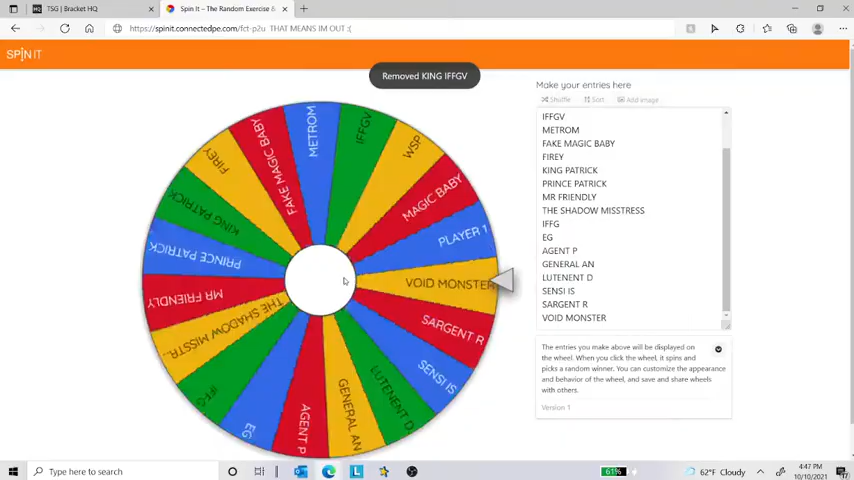 TSG | Bracket HQ
Spin It – The Random Exercise &
https://spinit.connectedpe.com/fct-p2u THAT MEANS IM OUT :(
SPIN IT
Removed KING IFFGV
Make your entries here
Shuffle Sort Add image
IFFGV
METROM
FAKE MAGIC BABY
FIREY
KING PATRICK
PRINCE PATRICK
MR FRIENDLY
THE SHADOW MISSTRESS
IFFG
EG
AGENT P
GENERAL AN
LUTENENT D
SENSI IS
SARGENT R
VOID MONSTER
METROM
IFFGV
WSP
MAGIC BABY
PLAYER 1
VOID MONSTER
SARGENT R
SENSI IS
LUTENENT D
GENERAL AN
AGENT P
EG
IFFG
THE SHADOW MISSTR...
MR FRIENDLY
PRINCE PATRICK
KING PATRICK
FIREY
FAKE MAGIC BABY
The entries you make above will be displayed on
the wheel. When you click the wheel, it spins and
picks a random winner. You can customize the appearance
and behavior of the wheel, and save and share wheels
with others.
Version 1
Type here to search
61%
62°F Cloudy
4:47 PM
10/10/2021